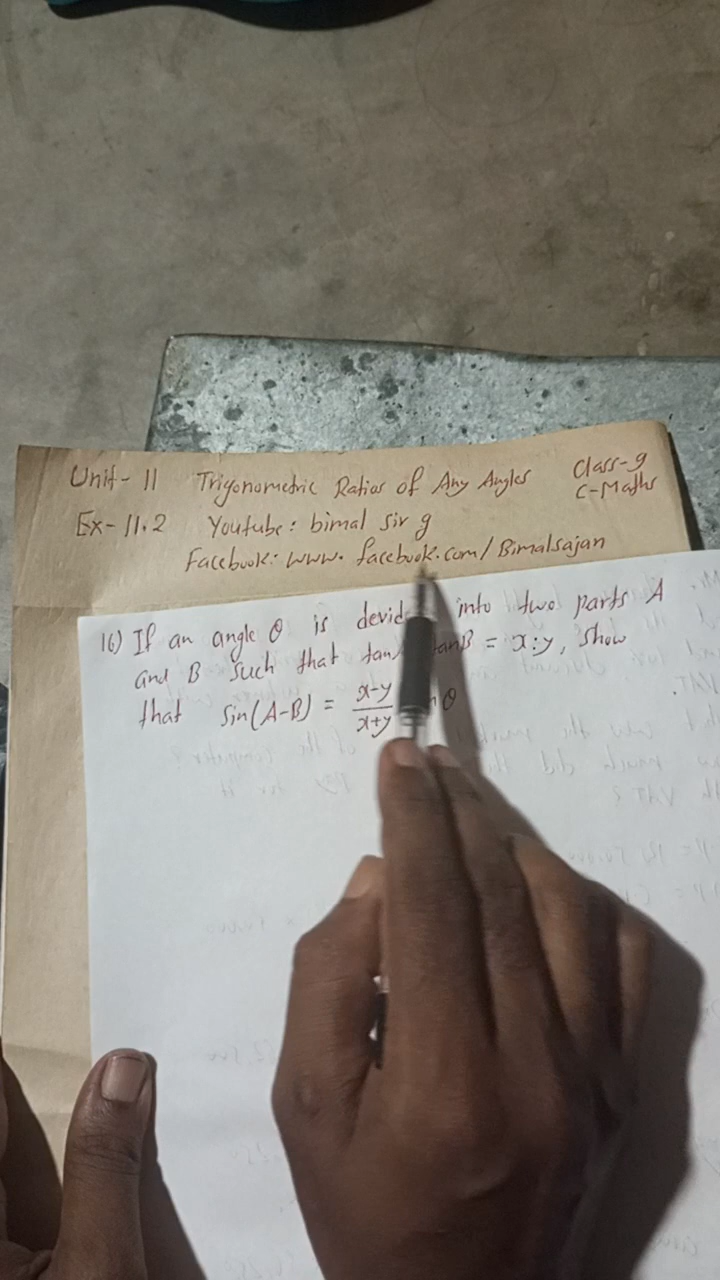 Unit- 11 Trigonometric Ratios of Any Angles Class-9
C-Maths
Ex-11.2 Youtube: bimal sir g
Facebook: www.facebook.com/Bimalsajan
16) If an angle θ is devid into two parts A
and B such that tan tanB = x:y, show
that sin(A-B) = x-y/x+y θ